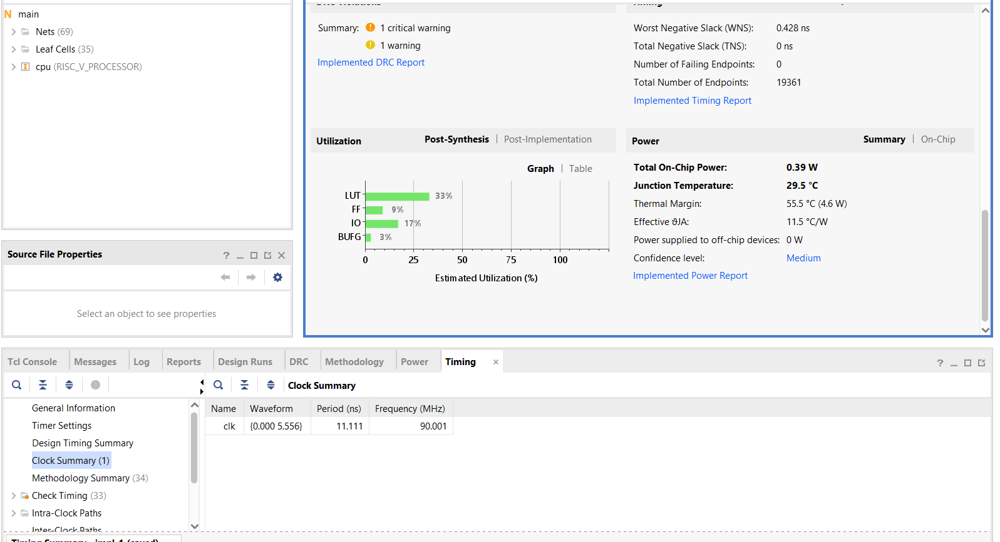 N main
Nets (69)
Leaf Cells (35)
cpu (RISC_V_PROCESSOR)
Source File Properties
?
Select an object to see properties
Summary: 1 critical warning
1 warning
Implemented DRC Report
Worst Negative Slack (WNS): 0.428 ns
Total Negative Slack (TNS): 0 ns
Number of Failing Endpoints: 0
Total Number of Endpoints: 19361
Implemented Timing Report
Utilization Post-Synthesis | Post-Implementation
Graph | Table
LUT 33%
FF 9%
IO 17%
BUFG 3%
0 25 50 75 100
Estimated Utilization (%)
Power Summary | On-Chip
Total On-Chip Power: 0.39 W
Junction Temperature: 29.5 °C
Thermal Margin: 55.5 °C (4.6 W)
Effective ϑJA: 11.5 °C/W
Power supplied to off-chip devices: 0 W
Confidence level: Medium
Implemented Power Report
Tcl Console Messages Log Reports Design Runs DRC Methodology Power Timing ?
Clock Summary
General Information
Timer Settings
Design Timing Summary
Clock Summary (1)
Methodology Summary (34)
Check Timing (33)
Intra-Clock Paths
Inter-Clock Paths
Name Waveform Period (ns) Frequency (MHz)
clk {0.000 5.556} 11.111 90.001
Timing Summary - impl_1 (saved)